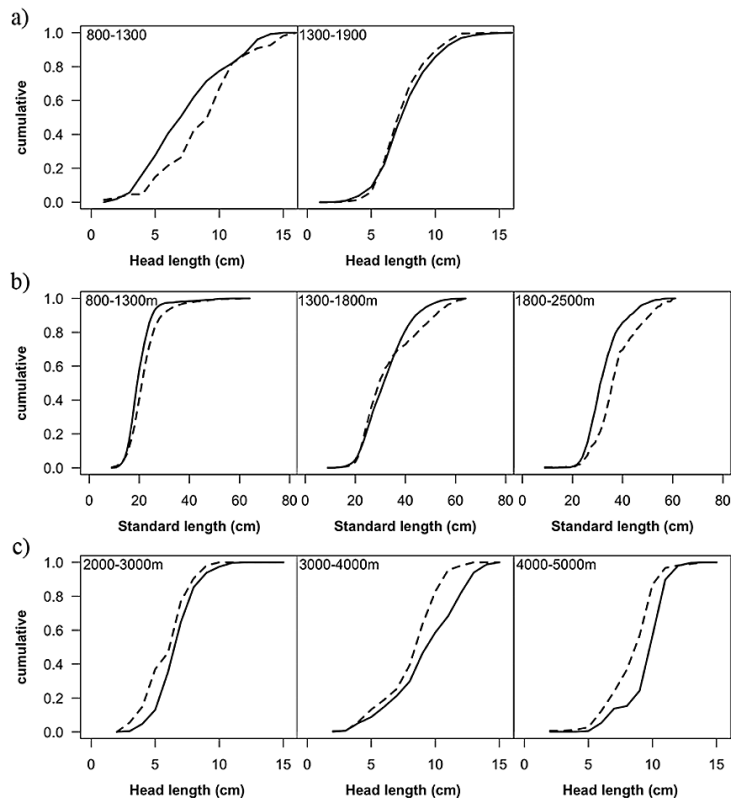 a)
800-1300 1300-1900
cumulative
1.0
0.8
0.6
0.4
0.2
0.0
0 5 10 15 0 5 10 15
Head length (cm) Head length (cm)
b)
800-1300m 1300-1800m 1800-2500m
cumulative
1.0
0.8
0.6
0.4
0.2
0.0
0 20 40 60 80 0 20 40 60 80 0 20 40 60 80
Standard length (cm) Standard length (cm) Standard length (cm)
c)
2000-3000m 3000-4000m 4000-5000m
cumulative
1.0
0.8
0.6
0.4
0.2
0.0
0 5 10 15 0 5 10 15 0 5 10 15
Head length (cm) Head length (cm) Head length (cm)